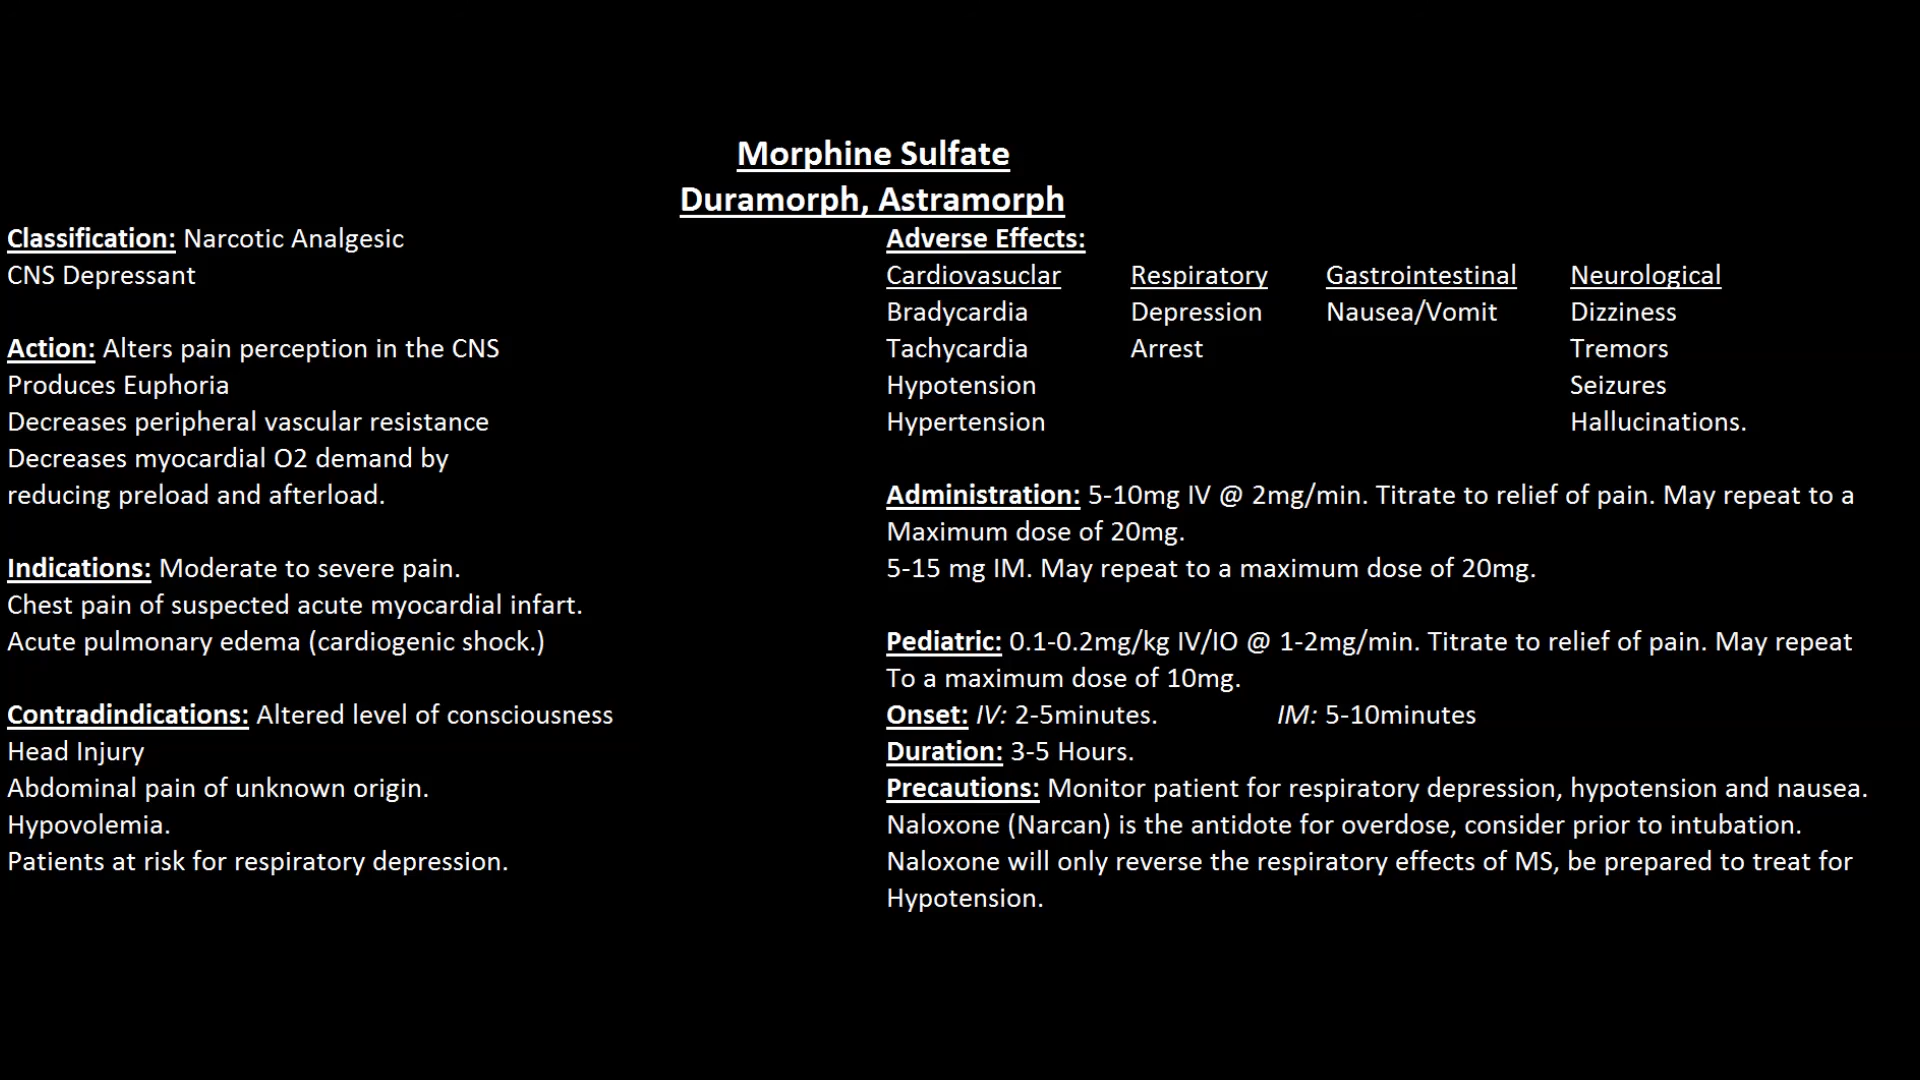 Morphine Sulfate
Duramorph, Astramorph
Classification: Narcotic Analgesic
CNS Depressant
Action: Alters pain perception in the CNS
Produces Euphoria
Decreases peripheral vascular resistance
Decreases myocardial O2 demand by
reducing preload and afterload.
Indications: Moderate to severe pain.
Chest pain of suspected acute myocardial infart.
Acute pulmonary edema (cardiogenic shock.)
Contradindications: Altered level of consciousness
Head Injury
Abdominal pain of unknown origin.
Hypovolemia.
Patients at risk for respiratory depression.
Adverse Effects:
Cardiovasuclar Respiratory Gastrointestinal Neurological
Bradycardia Depression Nausea/Vomit Dizziness
Tachycardia Arrest Tremors
Hypotension Seizures
Hypertension Hallucinations.
Administration: 5-10mg IV @ 2mg/min. Titrate to relief of pain. May repeat to a
Maximum dose of 20mg.
5-15 mg IM. May repeat to a maximum dose of 20mg.
Pediatric: 0.1-0.2mg/kg IV/IO @ 1-2mg/min. Titrate to relief of pain. May repeat
To a maximum dose of 10mg.
Onset: IV: 2-5minutes. IM: 5-10minutes
Duration: 3-5 Hours.
Precautions: Monitor patient for respiratory depression, hypotension and nausea.
Naloxone (Narcan) is the antidote for overdose, consider prior to intubation.
Naloxone will only reverse the respiratory effects of MS, be prepared to treat for
Hypotension.